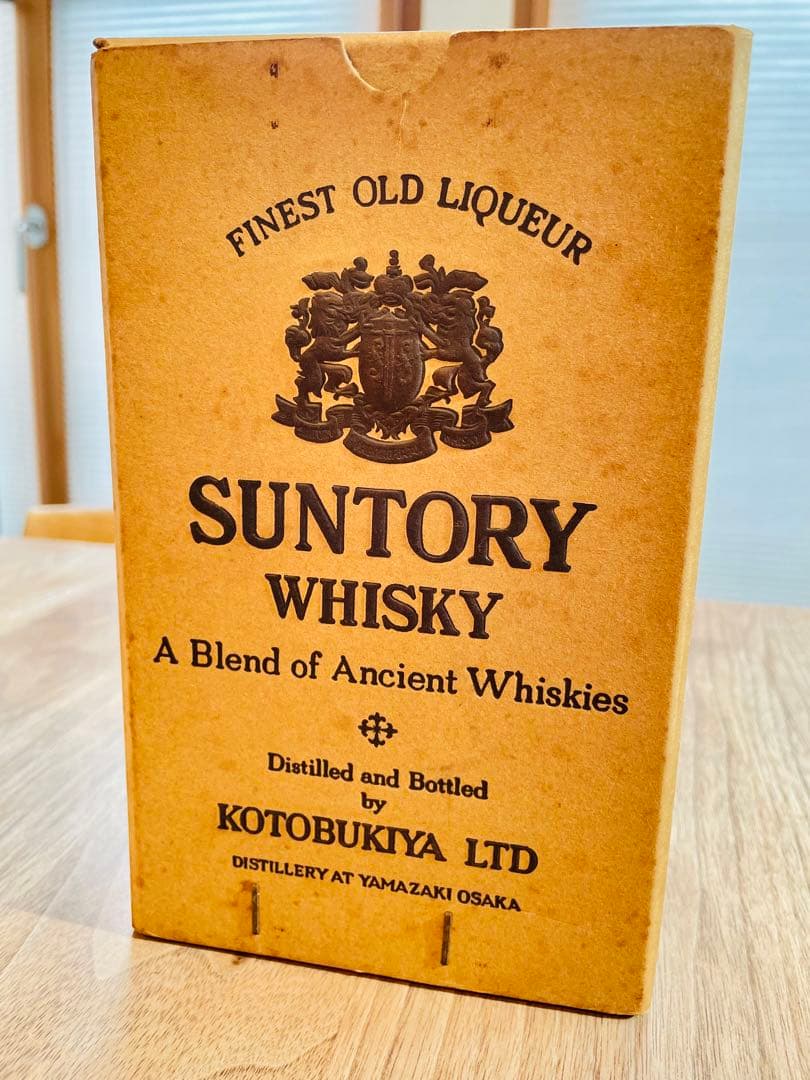 FINEST OLD LIQUEUR
SUNTORY
WHISKY
A Blend of Ancient Whiskies
Distilled and Bottled
by
KOTOBUKIYA LTD
DISTILLERY AT YAMAZAKI OSAKA